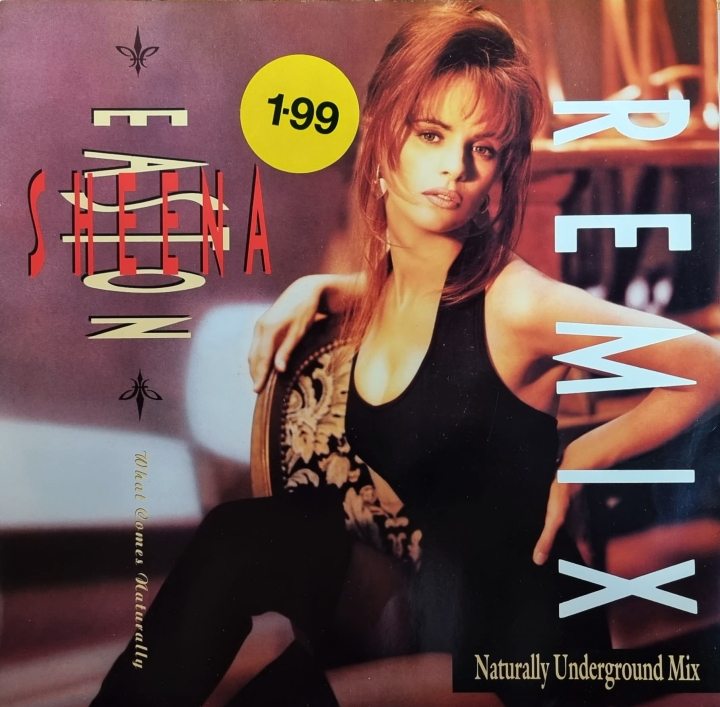 SHEENA
EASTON
1·99
REMIX
What Comes Naturally
Naturally Underground Mix